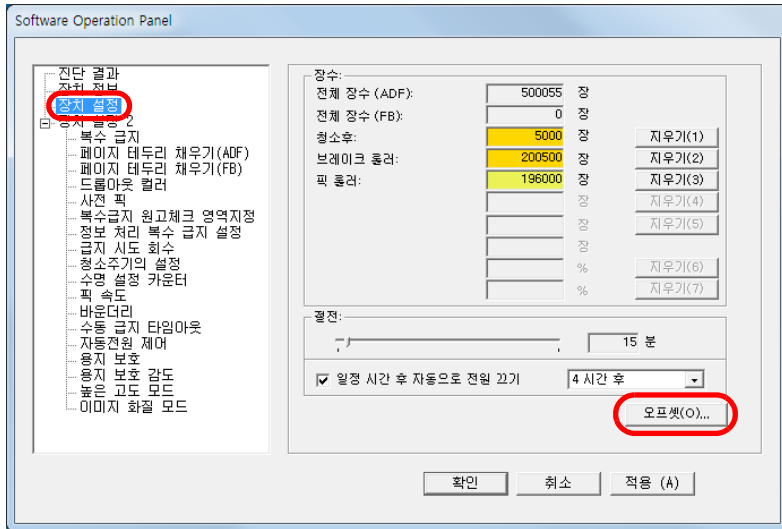 Software Operation Panel
진단 결과
장치 정보
장치 설정
장치 설정 2
복수 급지
페이지 테두리 채우기(ADF)
페이지 테두리 채우기(FB)
드롭아웃 컬러
사전 픽
복수급지 원고체크 영역지정
정보 처리 복수 급지 설정
급지 시도 회수
청소주기의 설정
수명 설정 카운터
픽 속도
바운더리
수동 급지 타임아웃
자동전원 제어
용지 보호
용지 보호 감도
높은 고도 모드
이미지 화질 모드
장수:
전체 장수 (ADF): 500055 장
전체 장수 (FB): 0 장
청소후: 5000 장 지우기(1)
브레이크 롤러: 200500 장 지우기(2)
픽 롤러: 196000 장 지우기(3)
장 지우기(4)
장 지우기(5)
장
% 지우기(6)
% 지우기(7)
절전:
15 분
일정 시간 후 자동으로 전원 끄기 4 시간 후
오프셋(O)...
확인 취소 적용 (A)